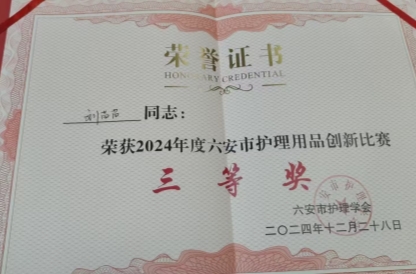 荣誉证书
HONORARY CREDENTIAL
同志：
荣获2024年度六安市护理用品创新比赛
三等奖
六安市护理学会
二〇二四年十二月二十八日